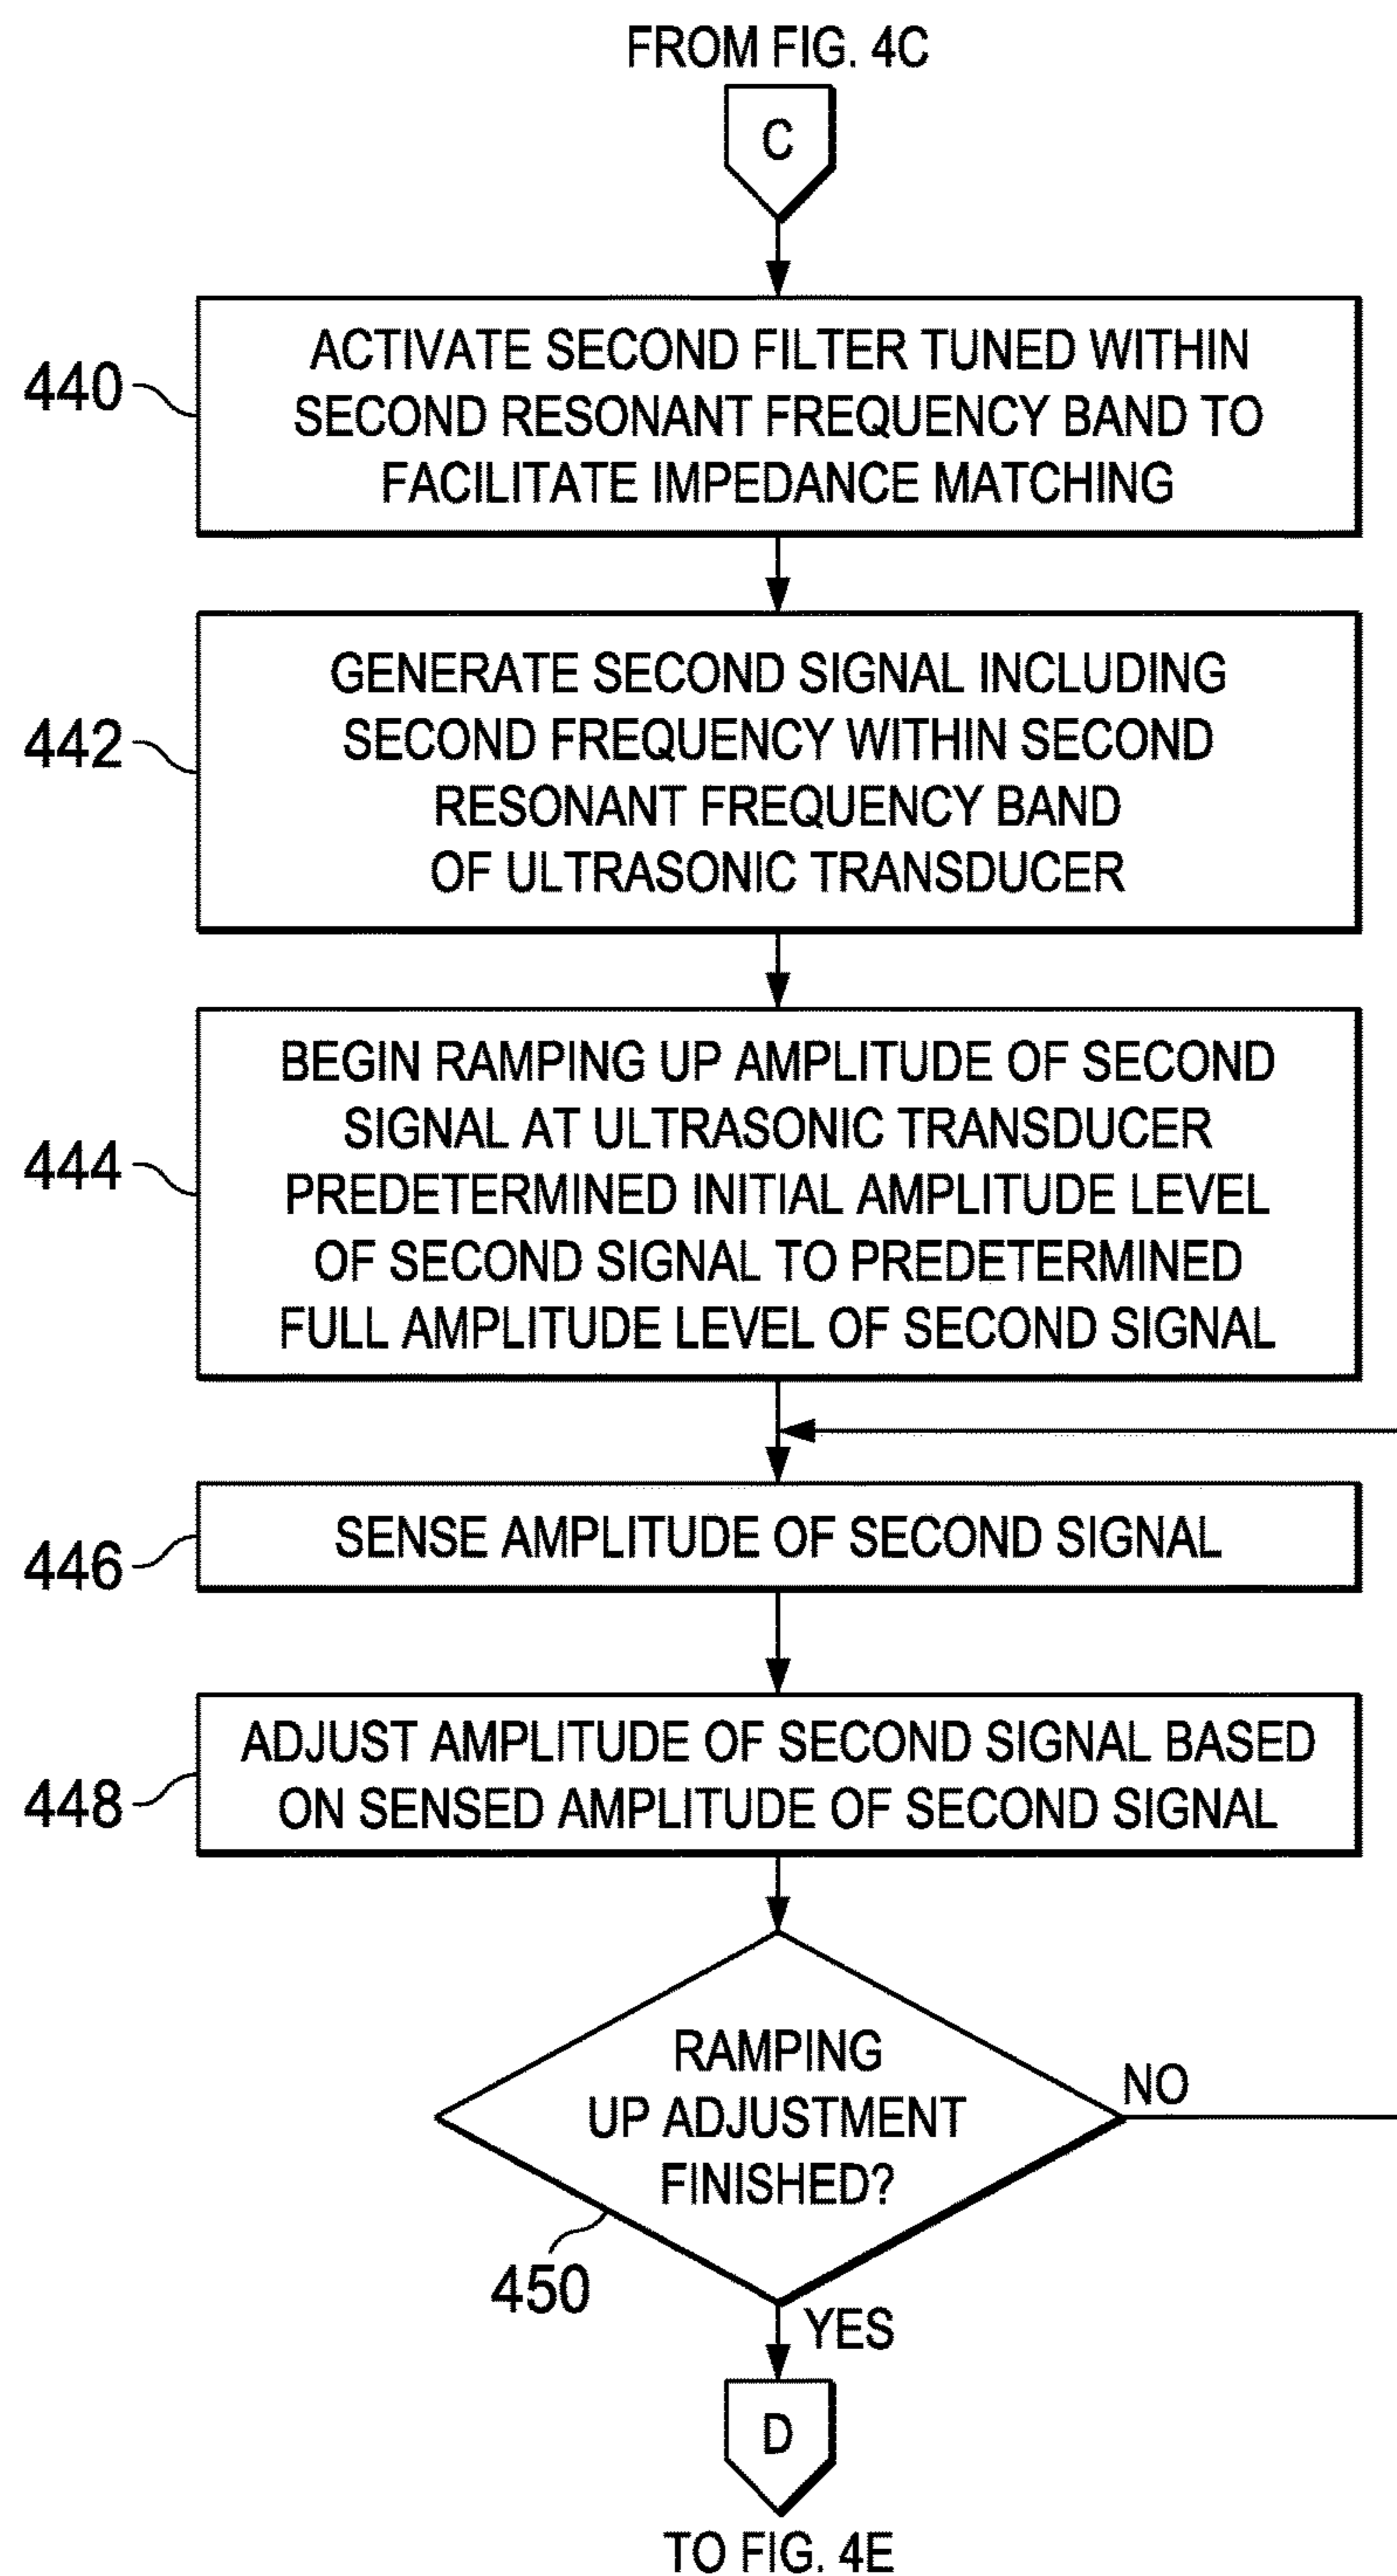 FROM FIG. 4C
C
440
ACTIVATE SECOND FILTER TUNED WITHIN
SECOND RESONANT FREQUENCY BAND TO
FACILITATE IMPEDANCE MATCHING
442
GENERATE SECOND SIGNAL INCLUDING
SECOND FREQUENCY WITHIN SECOND
RESONANT FREQUENCY BAND
OF ULTRASONIC TRANSDUCER
444
BEGIN RAMPING UP AMPLITUDE OF SECOND
SIGNAL AT ULTRASONIC TRANSDUCER
PREDETERMINED INITIAL AMPLITUDE LEVEL
OF SECOND SIGNAL TO PREDETERMINED
FULL AMPLITUDE LEVEL OF SECOND SIGNAL
446
SENSE AMPLITUDE OF SECOND SIGNAL
448
ADJUST AMPLITUDE OF SECOND SIGNAL BASED
ON SENSED AMPLITUDE OF SECOND SIGNAL
RAMPING
UP ADJUSTMENT
FINISHED?
NO
450
YES
D
TO FIG. 4E